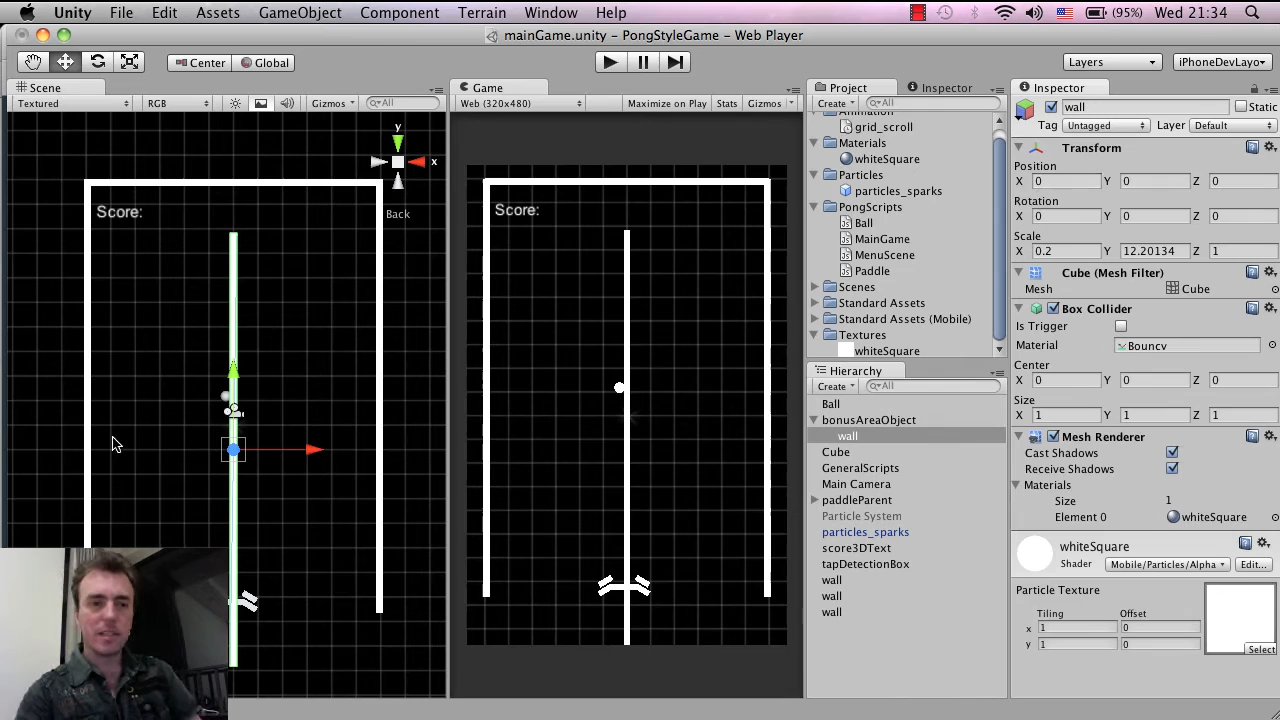 Unity File Edit Assets GameObject Component Terrain Window Help (95%) Wed 21:34
mainGame.unity – PongStyleGame – Web Player
Center Global Layers iPhoneDevLayo
Scene
Textured RGB Gizmos All
y
x
Back
Score:
Game
Web (320x480) Maximize on Play Stats Gizmos
Score:
Project Inspector
Create All
Animation
grid_scroll
Materials
whiteSquare
Particles
particles_sparks
PongScripts
Ball
MainGame
MenuScene
Paddle
Scenes
Standard Assets
Standard Assets (Mobile)
Textures
whiteSquare
Hierarchy
Create All
Ball
bonusAreaObject
wall
Cube
GeneralScripts
Main Camera
paddleParent
Particle System
particles_sparks
score3DText
tapDetectionBox
wall
wall
wall
Inspector
wall Static
Tag Untagged Layer Default
Transform
Position
X 0 Y 0 Z 0
Rotation
X 0 Y 0 Z 0
Scale
X 0.2 Y 12.20134 Z 1
Cube (Mesh Filter)
Mesh Cube
Box Collider
Is Trigger
Material Bouncy
Center
X 0 Y 0 Z 0
Size
X 1 Y 1 Z 1
Mesh Renderer
Cast Shadows
Receive Shadows
Materials
Size 1
Element 0 whiteSquare
whiteSquare
Shader Mobile/Particles/Alpha Edit...
Particle Texture
Tiling Offset
x 1 0
y 1 0
Select